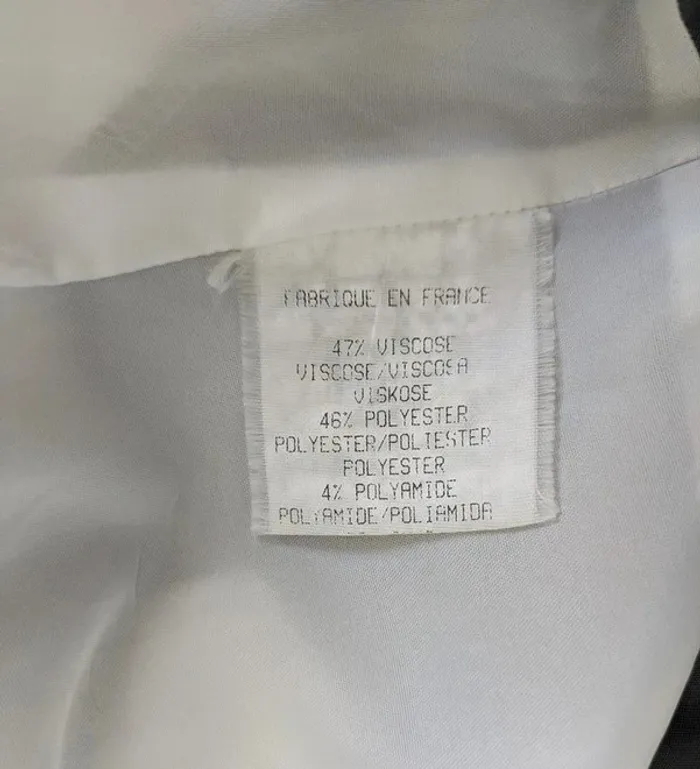 FABRIQUE EN FRANCE
47% VISCOSE
VISCOSE/VISCOSA
VISKOSE
46% POLYESTER
POLYESTER/POLIESTER
POLYESTER
4% POLYAMIDE
POLYAMIDE/POLIAMIDA